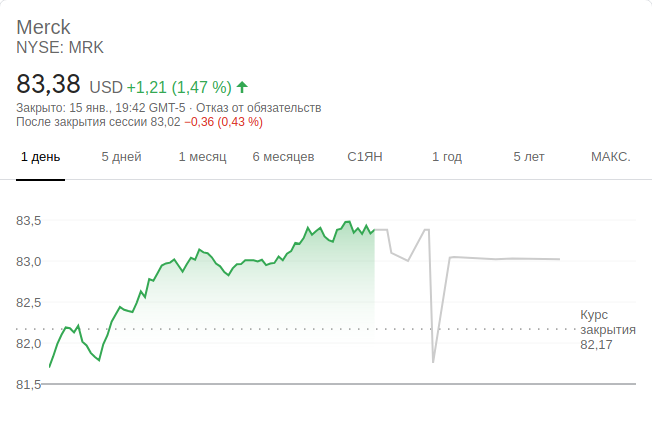 Merck
NYSE: MRK
83,38 USD +1,21 (1,47 %)
Закрыто: 15 янв., 19:42 GMT-5 · Отказ от обязательств
После закрытия сессии 83,02 −0,36 (0,43 %)
1 день 5 дней 1 месяц 6 месяцев С1ЯН 1 год 5 лет МАКС.
83,5
83,0
82,5
Курс
закрытия
82,17
82,0
81,5